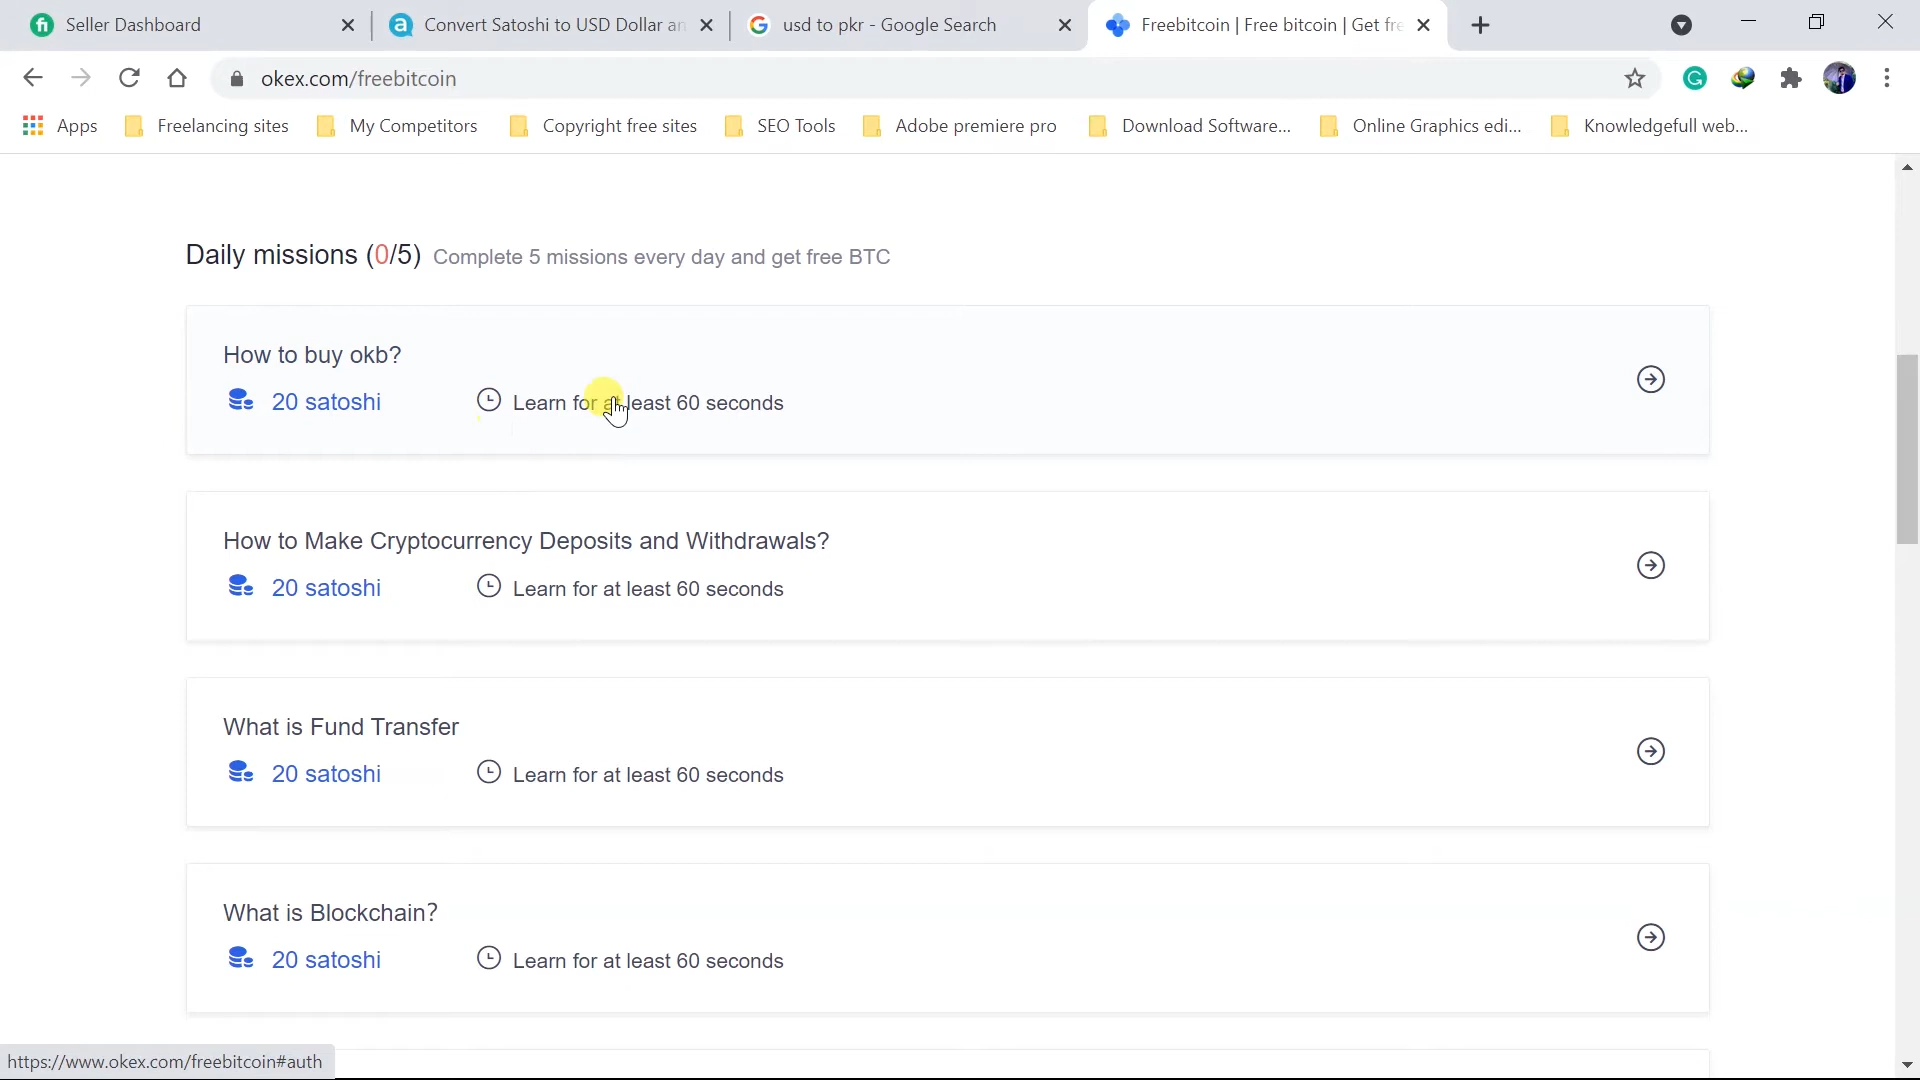 Seller Dashboard
Convert Satoshi to USD Dollar an
usd to pkr - Google Search
Freebitcoin | Free bitcoin | Get fre
okex.com/freebitcoin
Apps
Freelancing sites
My Competitors
Copyright free sites
SEO Tools
Adobe premiere pro
Download Software...
Online Graphics edi...
Knowledgefull web...
Daily missions (0/5) Complete 5 missions every day and get free BTC
How to buy okb?
20 satoshi
Learn for at least 60 seconds
How to Make Cryptocurrency Deposits and Withdrawals?
20 satoshi
Learn for at least 60 seconds
What is Fund Transfer
20 satoshi
Learn for at least 60 seconds
What is Blockchain?
20 satoshi
Learn for at least 60 seconds
https://www.okex.com/freebitcoin#auth